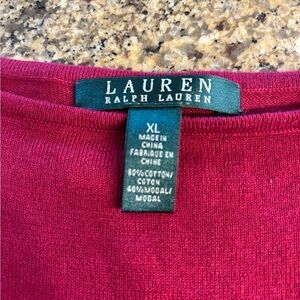 LAUREN
RALPH LAUREN
XL
MADE IN
CHINA
FABRIQUE EN
CHINE
60%COTTON/
COTON
40%MODAL/
MODAL